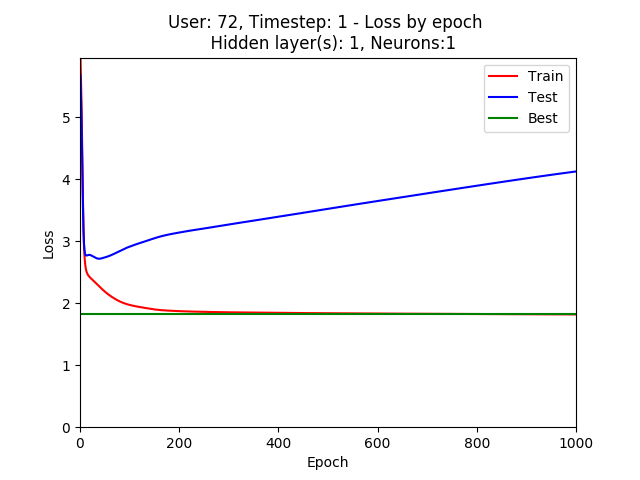 User: 72, Timestep: 1 - Loss by epoch
Hidden layer(s): 1, Neurons:1
Train
Test
Best
5
4
3
2
1
0
Loss
0 200 400 600 800 1000
Epoch